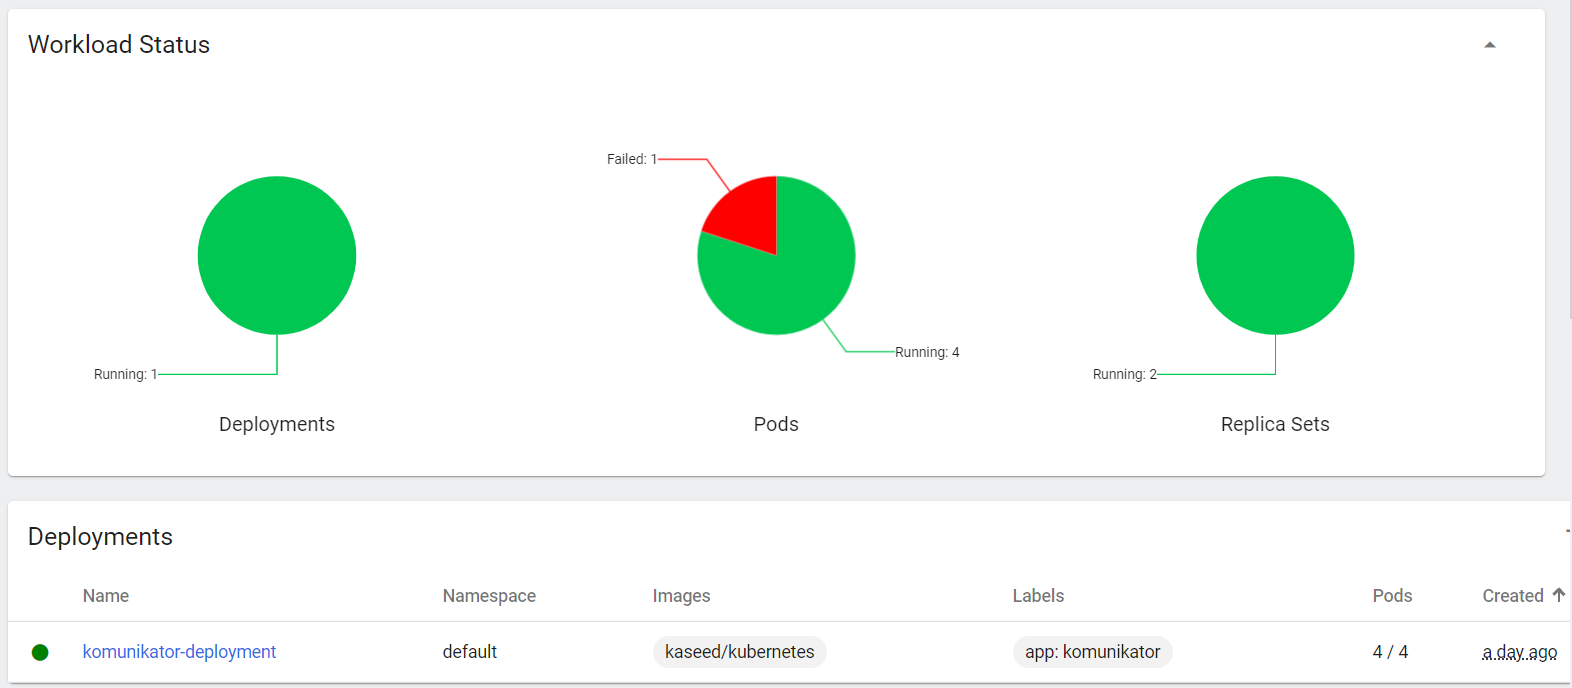 Workload Status
Failed: 1
Running: 4
Running: 1
Running: 2
Deployments
Pods
Replica Sets
Deployments
Name Namespace Images Labels Pods Created
komunikator-deployment default kaseed/kubernetes app: komunikator 4 / 4 a day ago